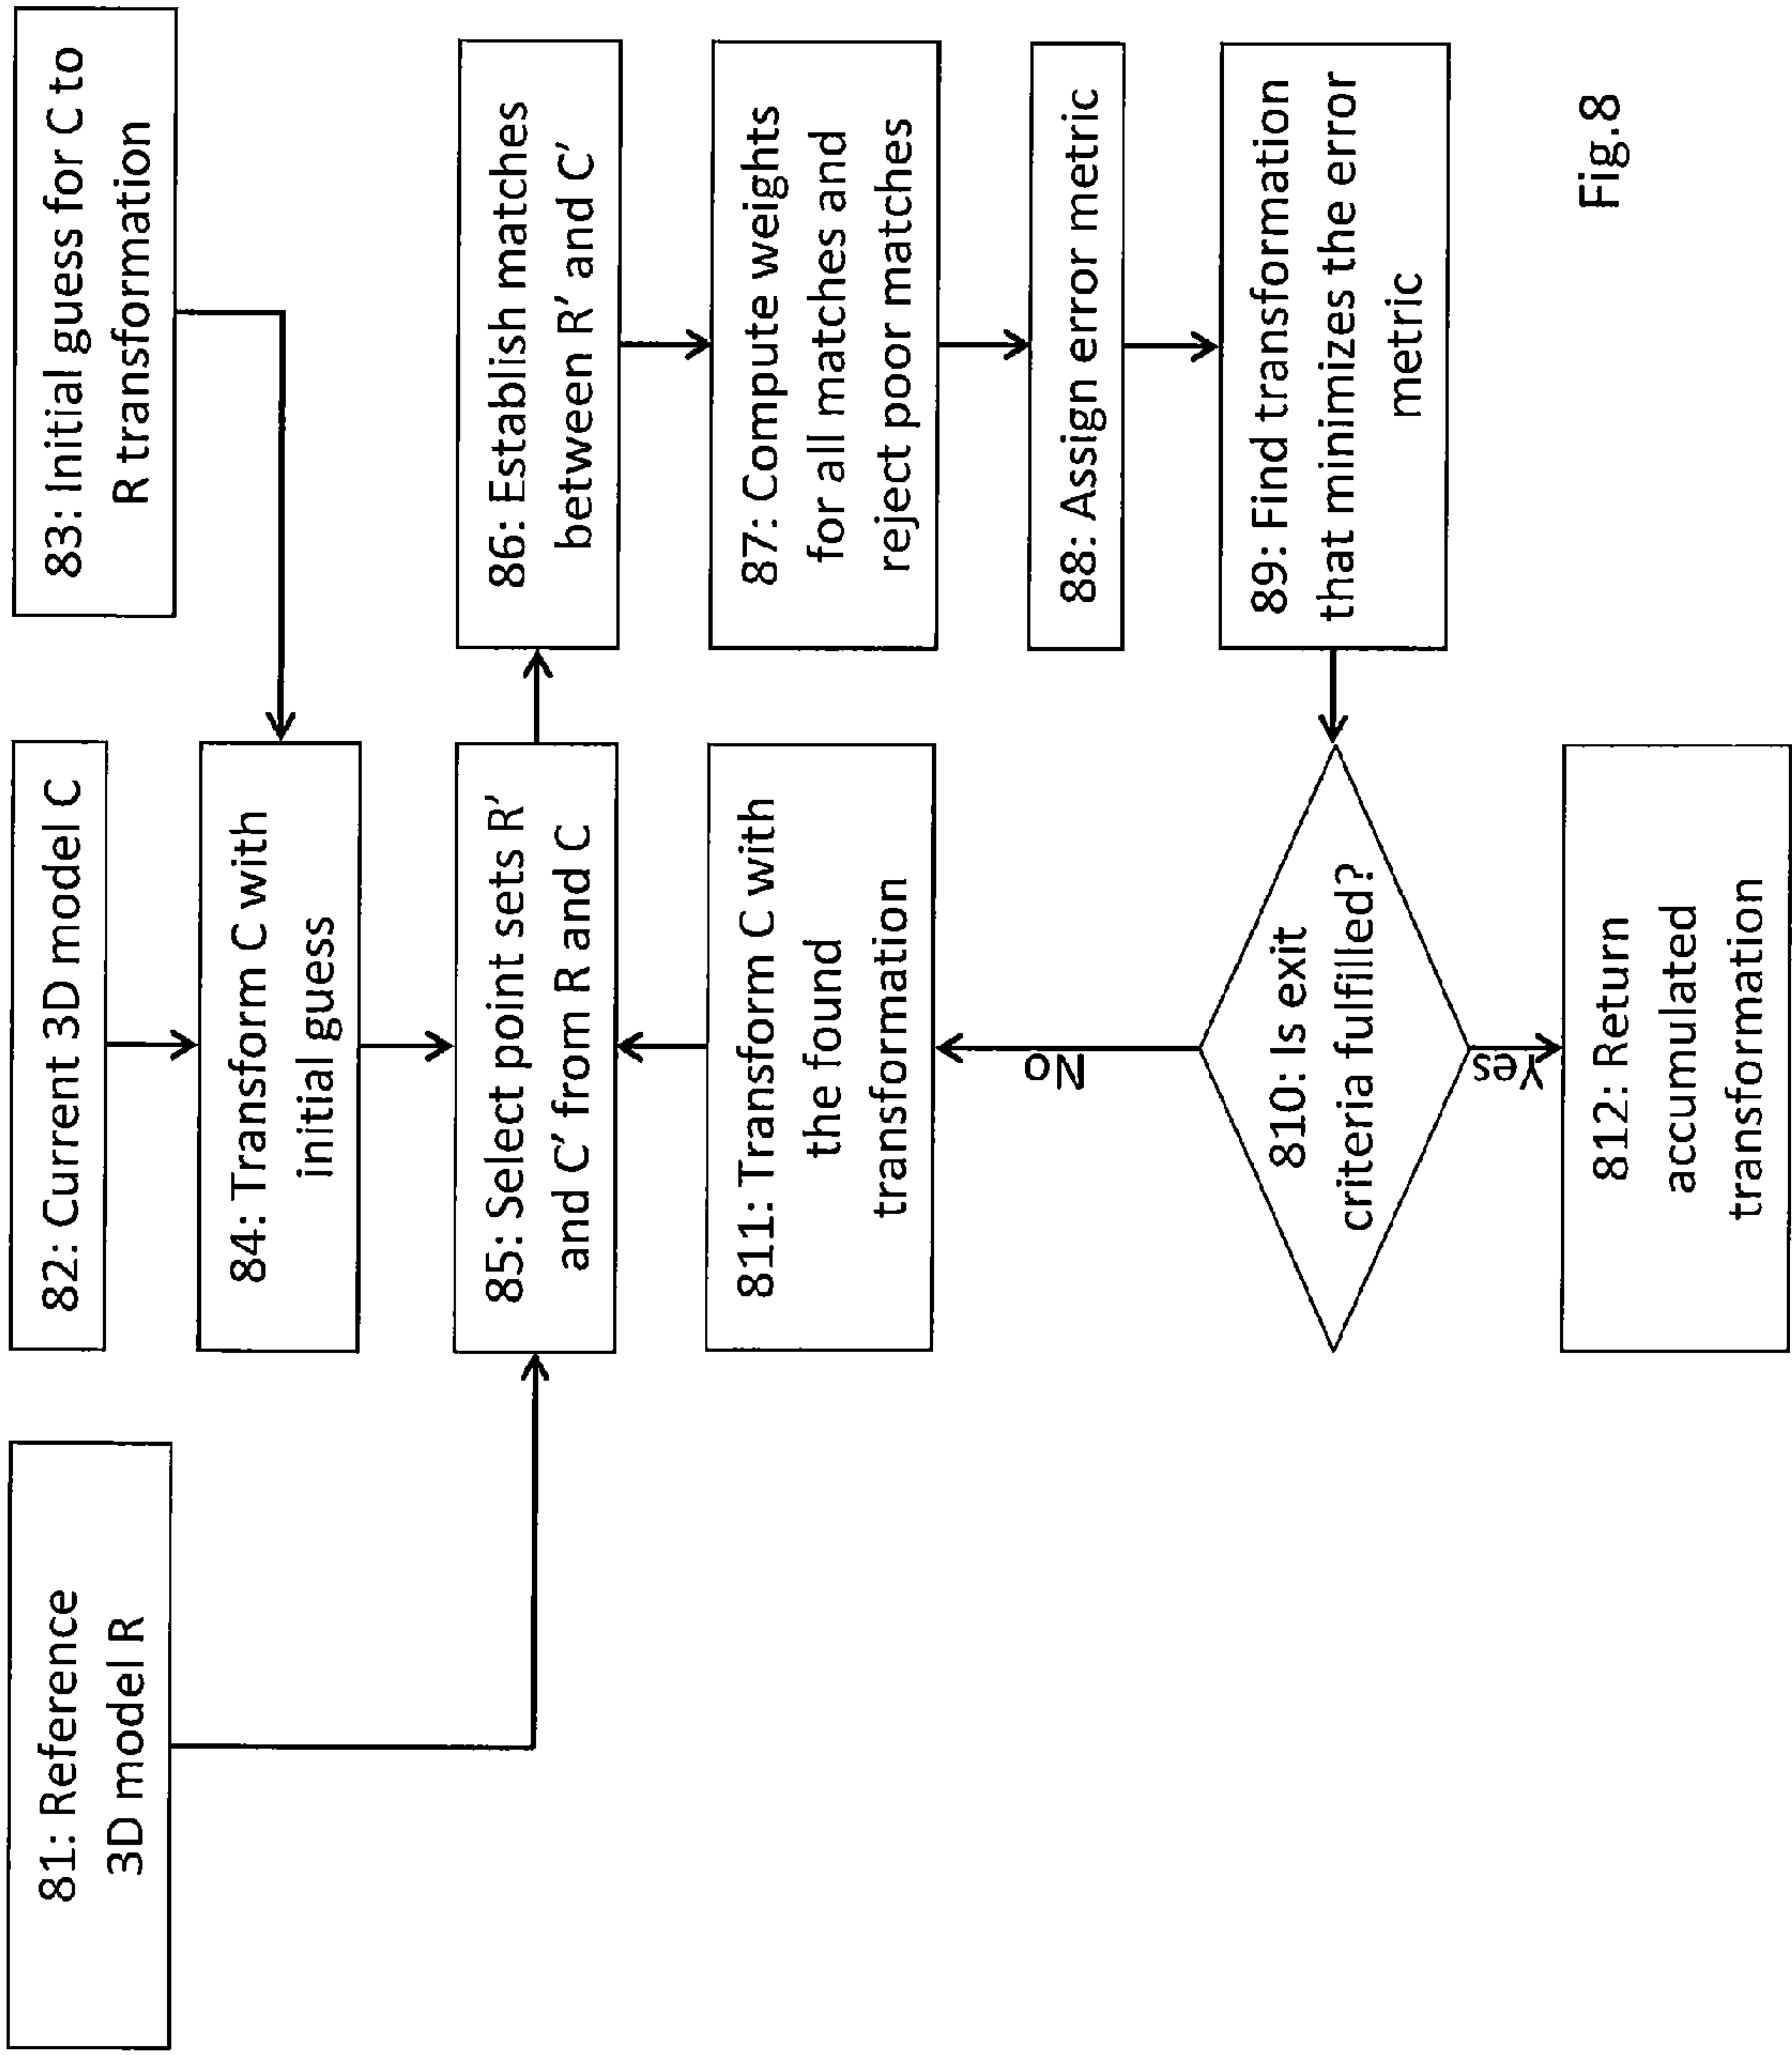 81: Reference
3D model R
82: Current 3D model C
83: Initial guess for C to
R transformation
84: Transform C with
initial guess
85: Select point sets R'
and C' from R and C
86: Establish matches
between R' and C'
87: Compute weights
for all matches and
reject poor matches
88: Assign error metric
89: Find transformation
that minimizes the error
metric
810: Is exit
criteria fulfilled?
No
811: Transform C with
the found
transformation
Yes
812: Return
accumulated
transformation
Fig.8